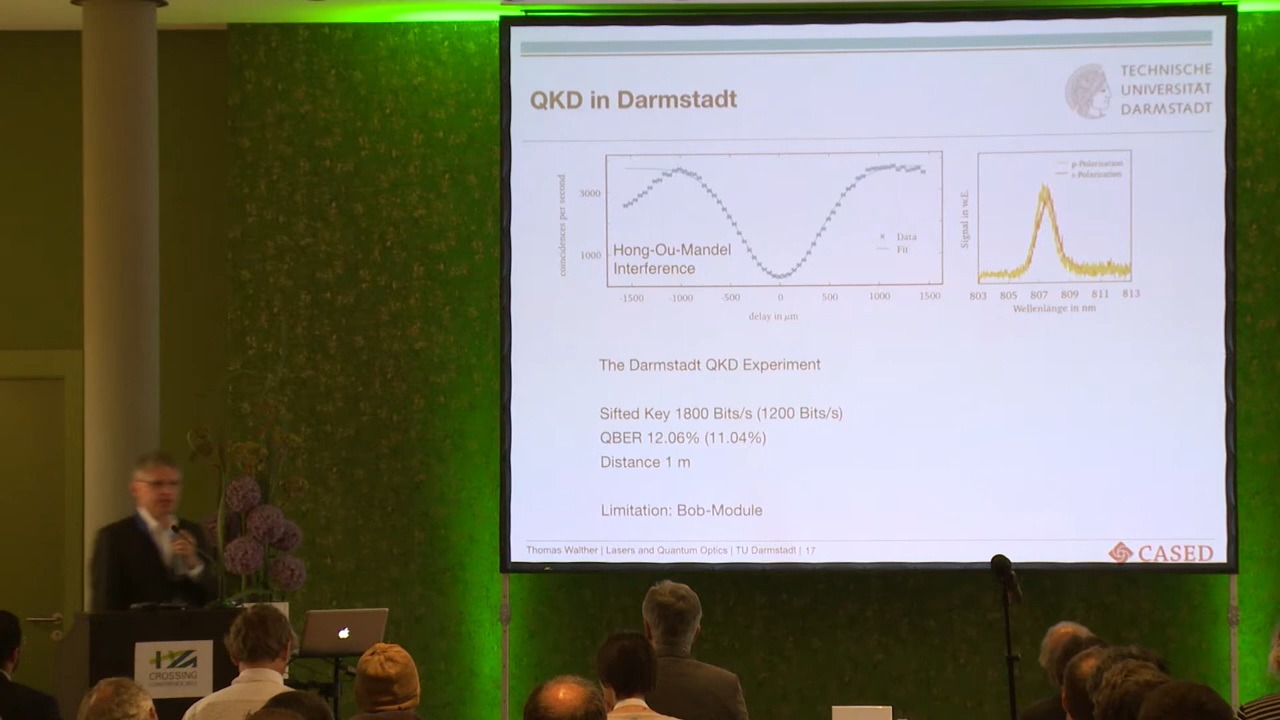 QKD in Darmstadt
TECHNISCHE
UNIVERSITÄT
DARMSTADT
coincidences per second
3000
1000
Hong-Ou-Mandel
Interference
Data
Fit
-1500 -1000 -500 0 500 1000 1500
delay in µm
Signal in w.E.
p-Polarisation
s-Polarisation
803 805 807 809 811 813
Wellenlänge in nm
The Darmstadt QKD Experiment
Sifted Key 1800 Bits/s (1200 Bits/s)
QBER 12.06% (11.04%)
Distance 1 m
Limitation: Bob-Module
Thomas Walther | Lasers and Quantum Optics | TU Darmstadt | 17
CASED
CROSSING